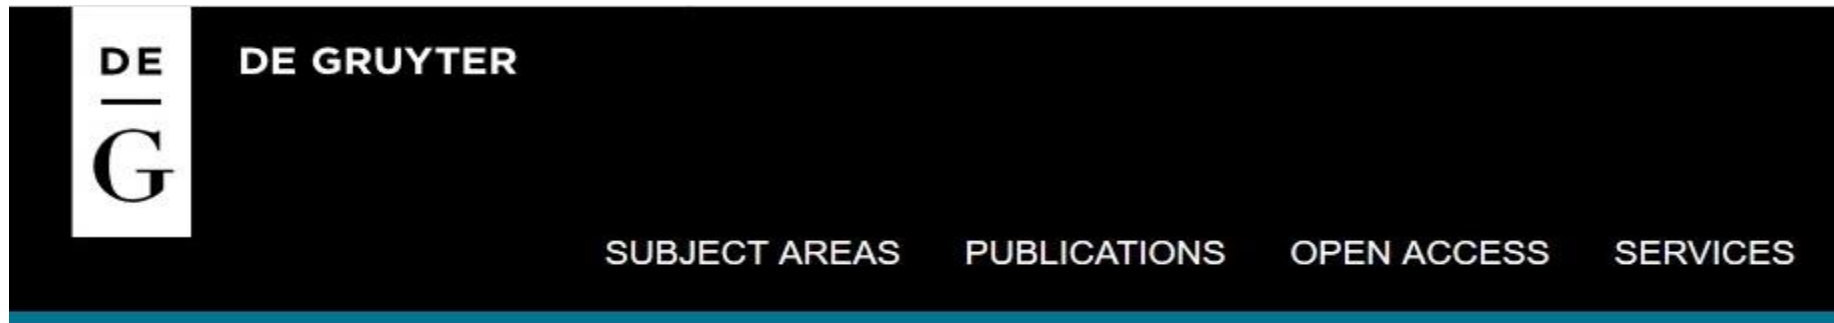 DE
G
DE GRUYTER
SUBJECT AREAS PUBLICATIONS OPEN ACCESS SERVICES